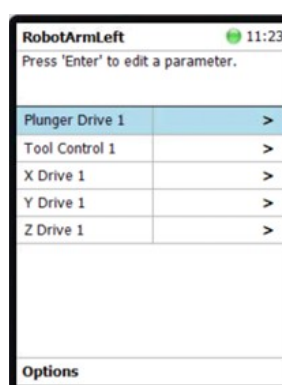 RobotArmLeft 11:23
Press 'Enter' to edit a parameter.
Plunger Drive 1 >
Tool Control 1 >
X Drive 1 >
Y Drive 1 >
Z Drive 1 >
Options